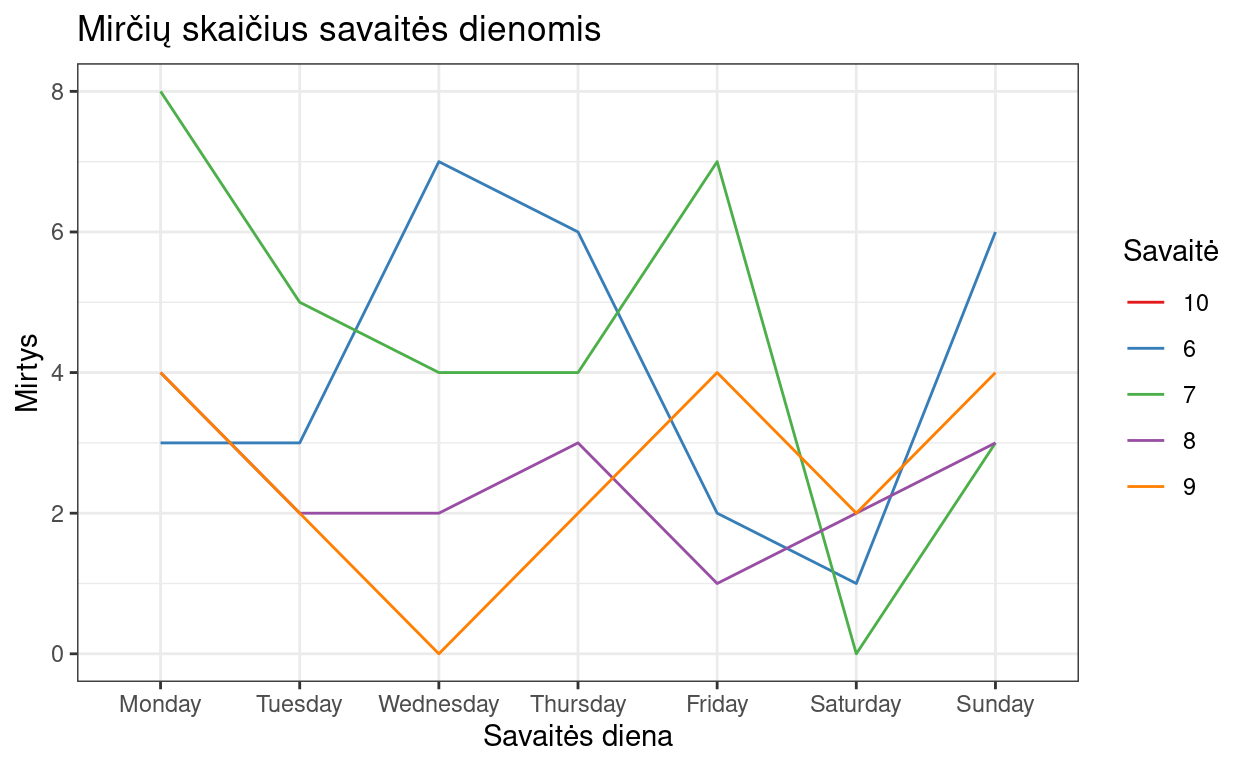 Mirčių skaičius savaitės dienomis
Mirtys
8
6
4
2
0
Monday Tuesday Wednesday Thursday Friday Saturday Sunday
Savaitės diena
Savaitė
10
6
7
8
9